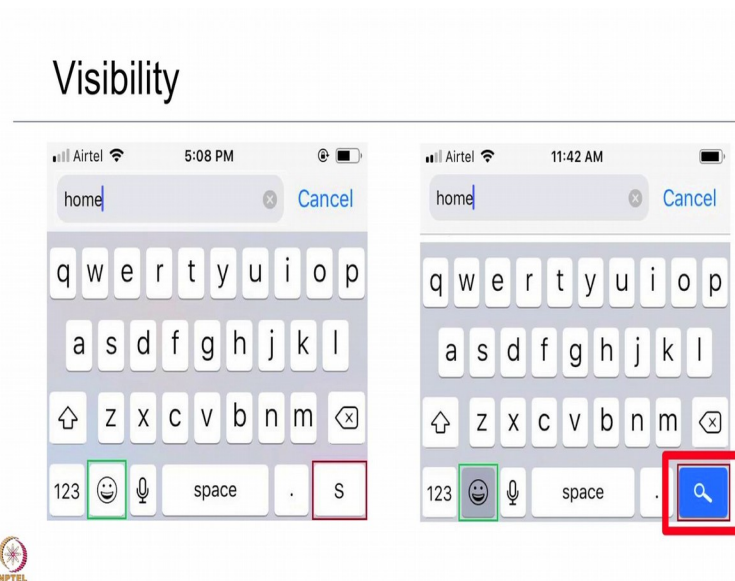 Visibility
Airtel 5:08 PM
home Cancel
q w e r t y u i o p
a s d f g h j k l
z x c v b n m
123 space . S
Airtel 11:42 AM
home Cancel
q w e r t y u i o p
a s d f g h j k l
z x c v b n m
123 space .
NPTEL